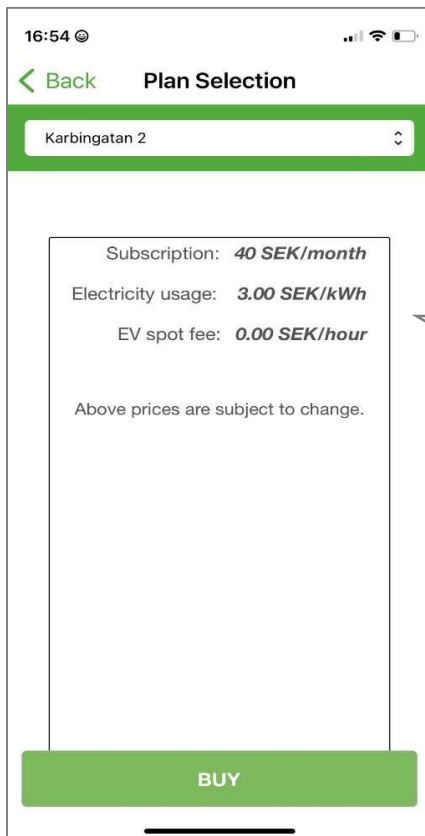 16:54
Back Plan Selection
Karbingatan 2
Subscription: 40 SEK/month
Electricity usage: 3.00 SEK/kWh
EV spot fee: 0.00 SEK/hour
Above prices are subject to change.
BUY